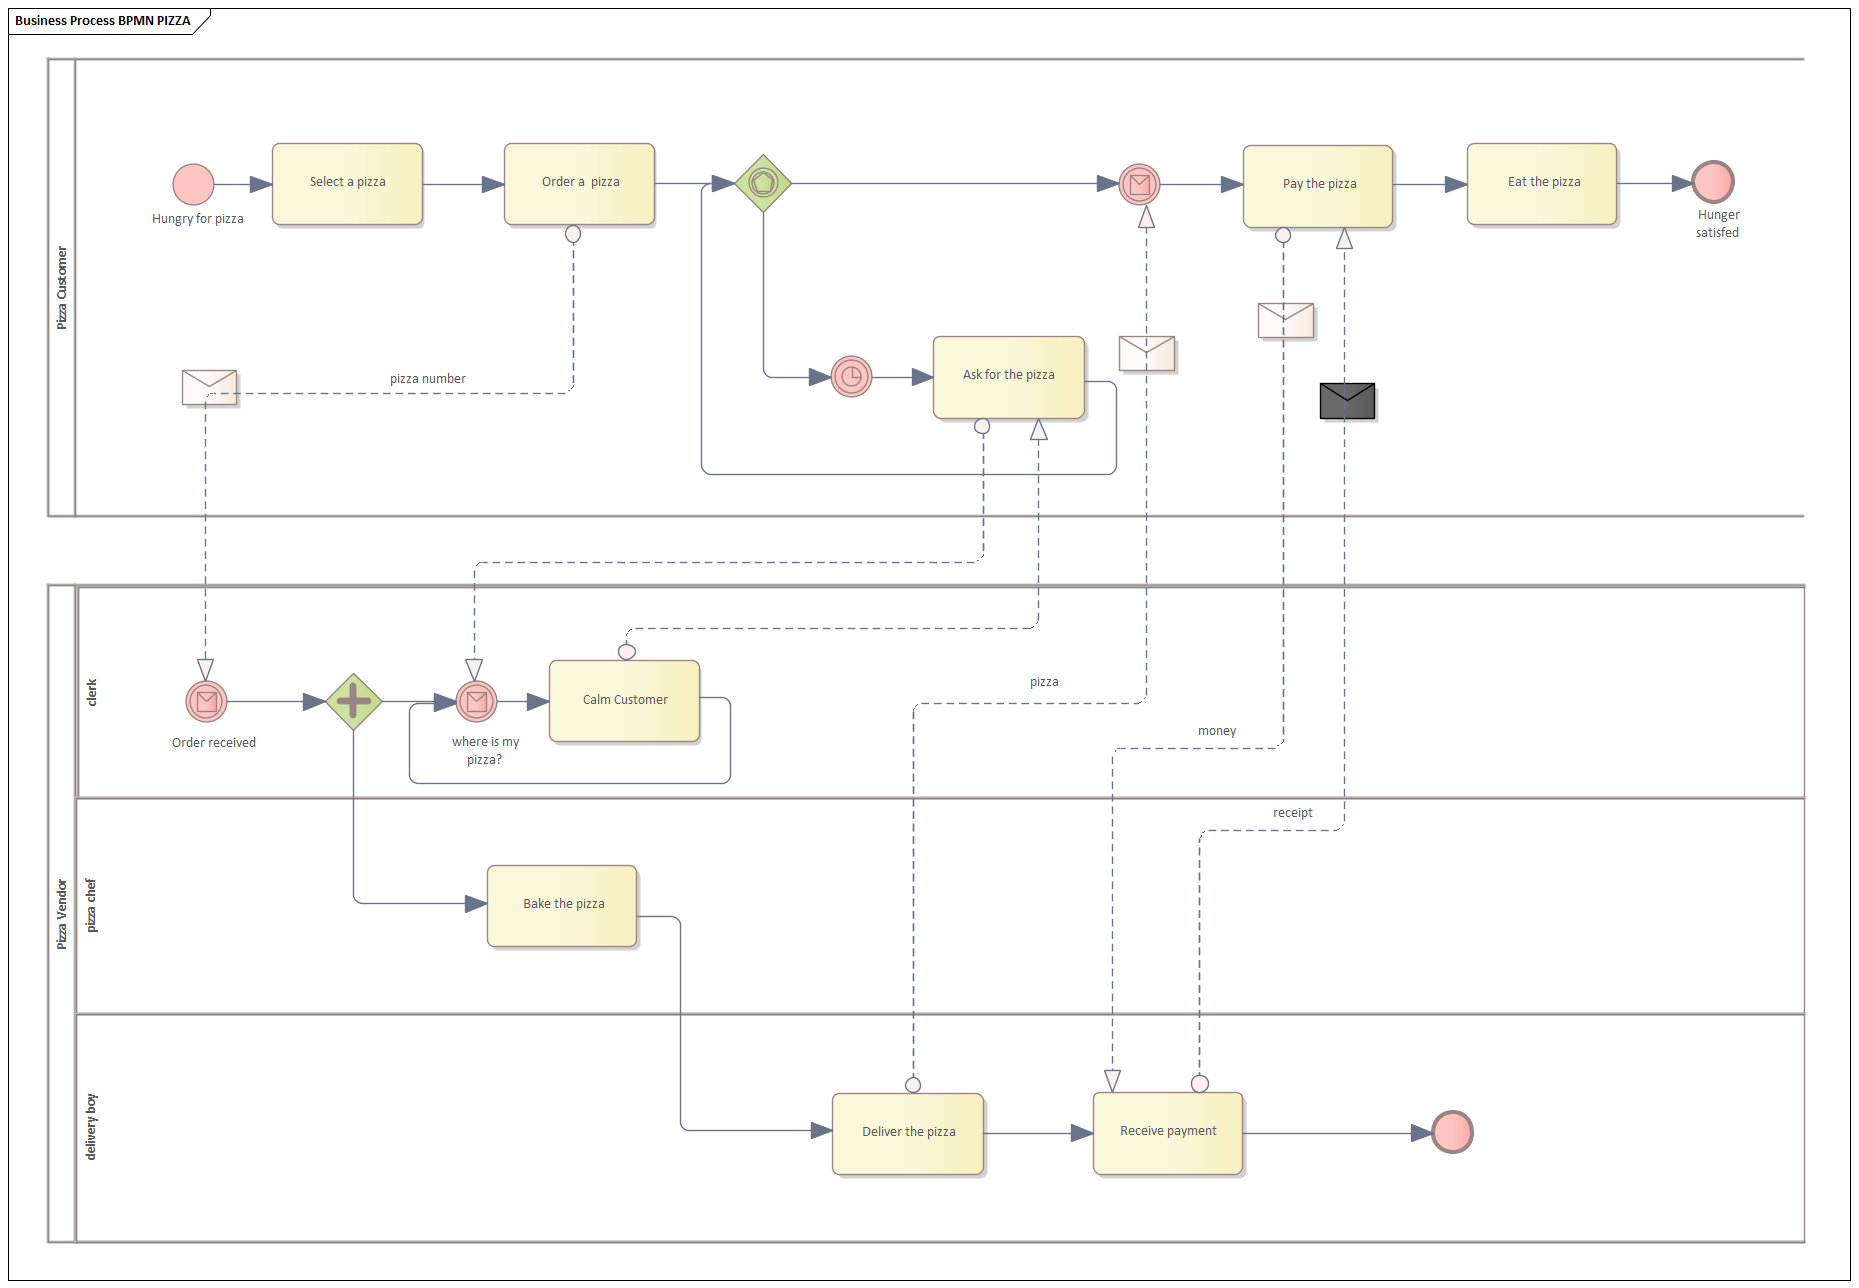 Business Process BPMN PIZZA
Pizza Customer
Hungry for pizza
Select a pizza
Order a  pizza
Pay the pizza
Eat the pizza
Hunger
satisfed
pizza number
Ask for the pizza
Pizza Vendor
clerk
Order received
where is my
pizza?
Calm Customer
pizza
money
receipt
pizza chef
Bake the pizza
delivery boy
Deliver the pizza
Receive payment